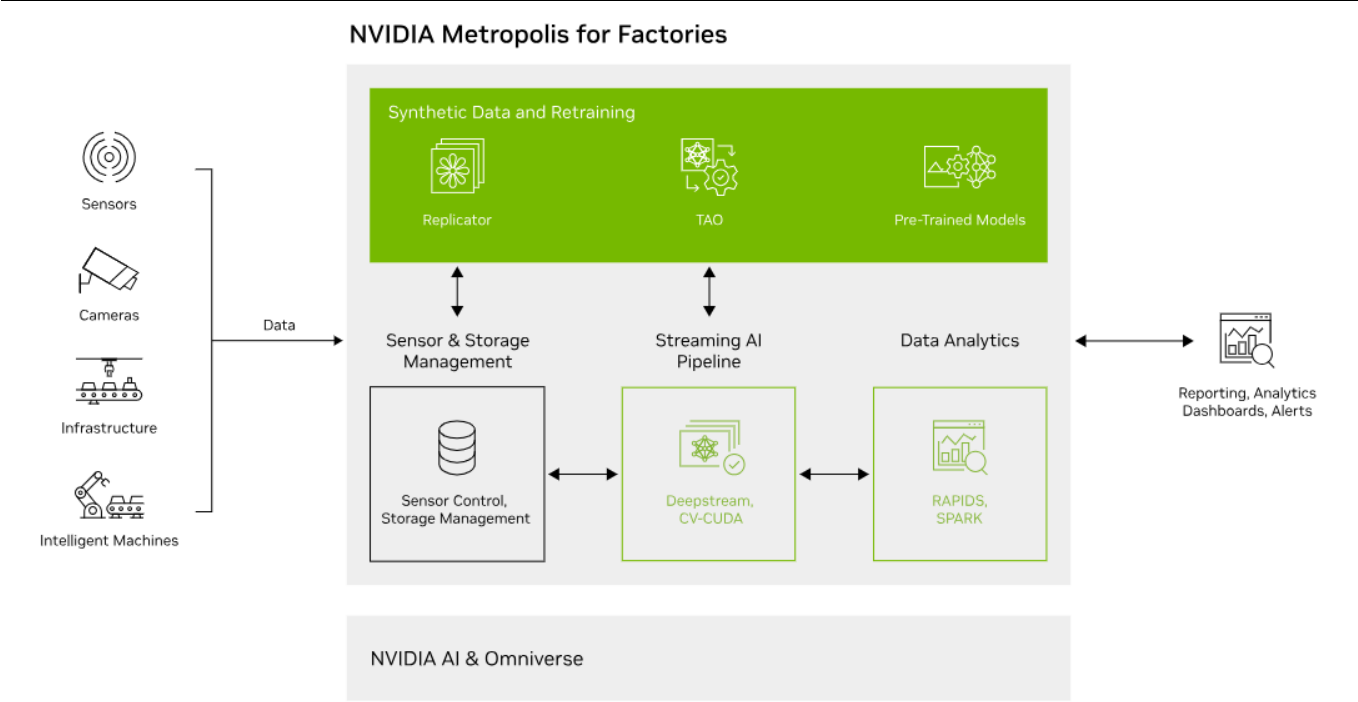 NVIDIA Metropolis for Factories
Synthetic Data and Retraining
Replicator
TAO
Pre-Trained Models
Sensors
Cameras
Infrastructure
Intelligent Machines
Data
Sensor & Storage
Management
Streaming AI
Pipeline
Data Analytics
Sensor Control,
Storage Management
Deepstream,
CV-CUDA
RAPIDS,
SPARK
Reporting, Analytics
Dashboards, Alerts
NVIDIA AI & Omniverse